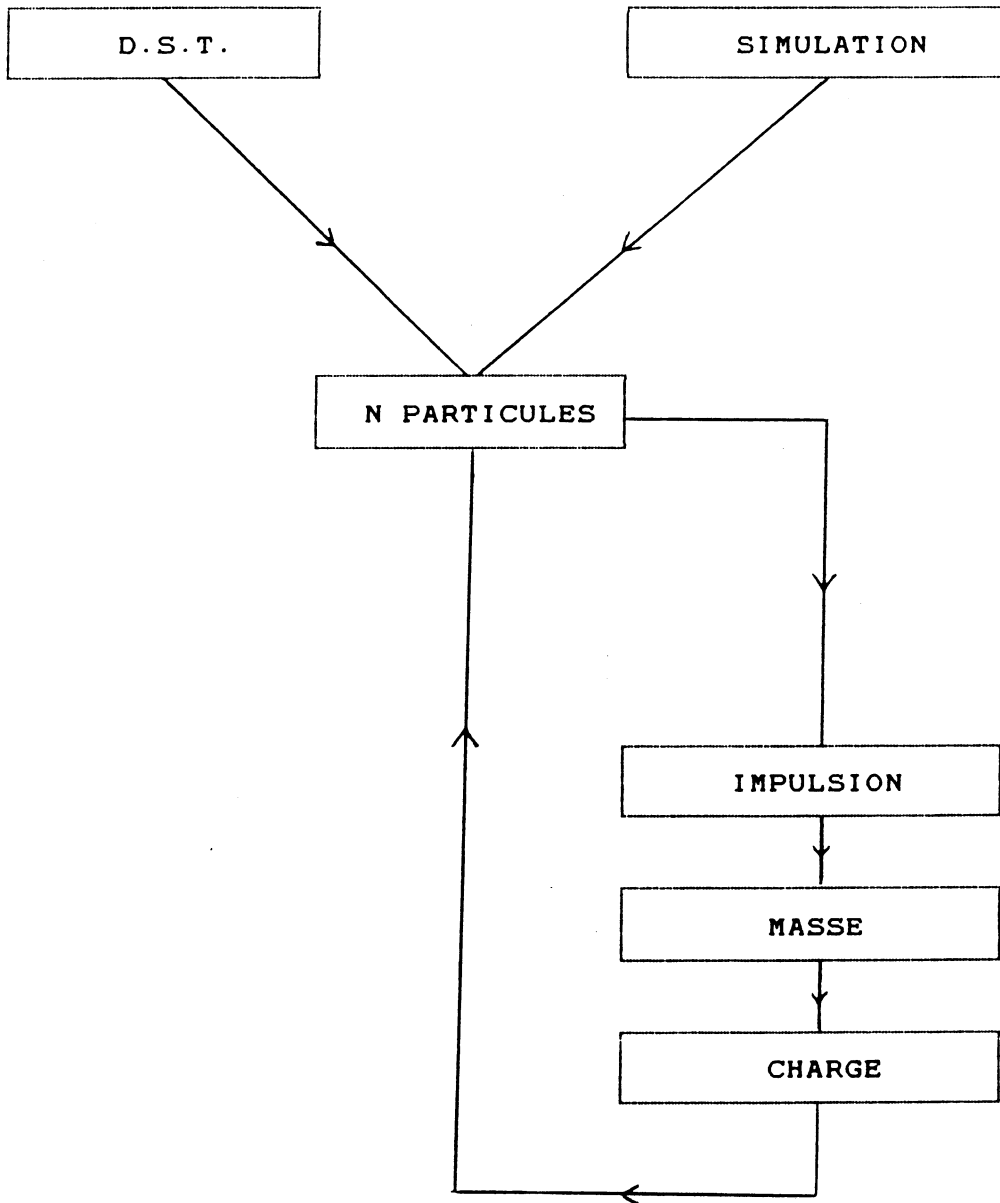 D.S.T.
SIMULATION
N PARTICULES
IMPULSION
MASSE
CHARGE